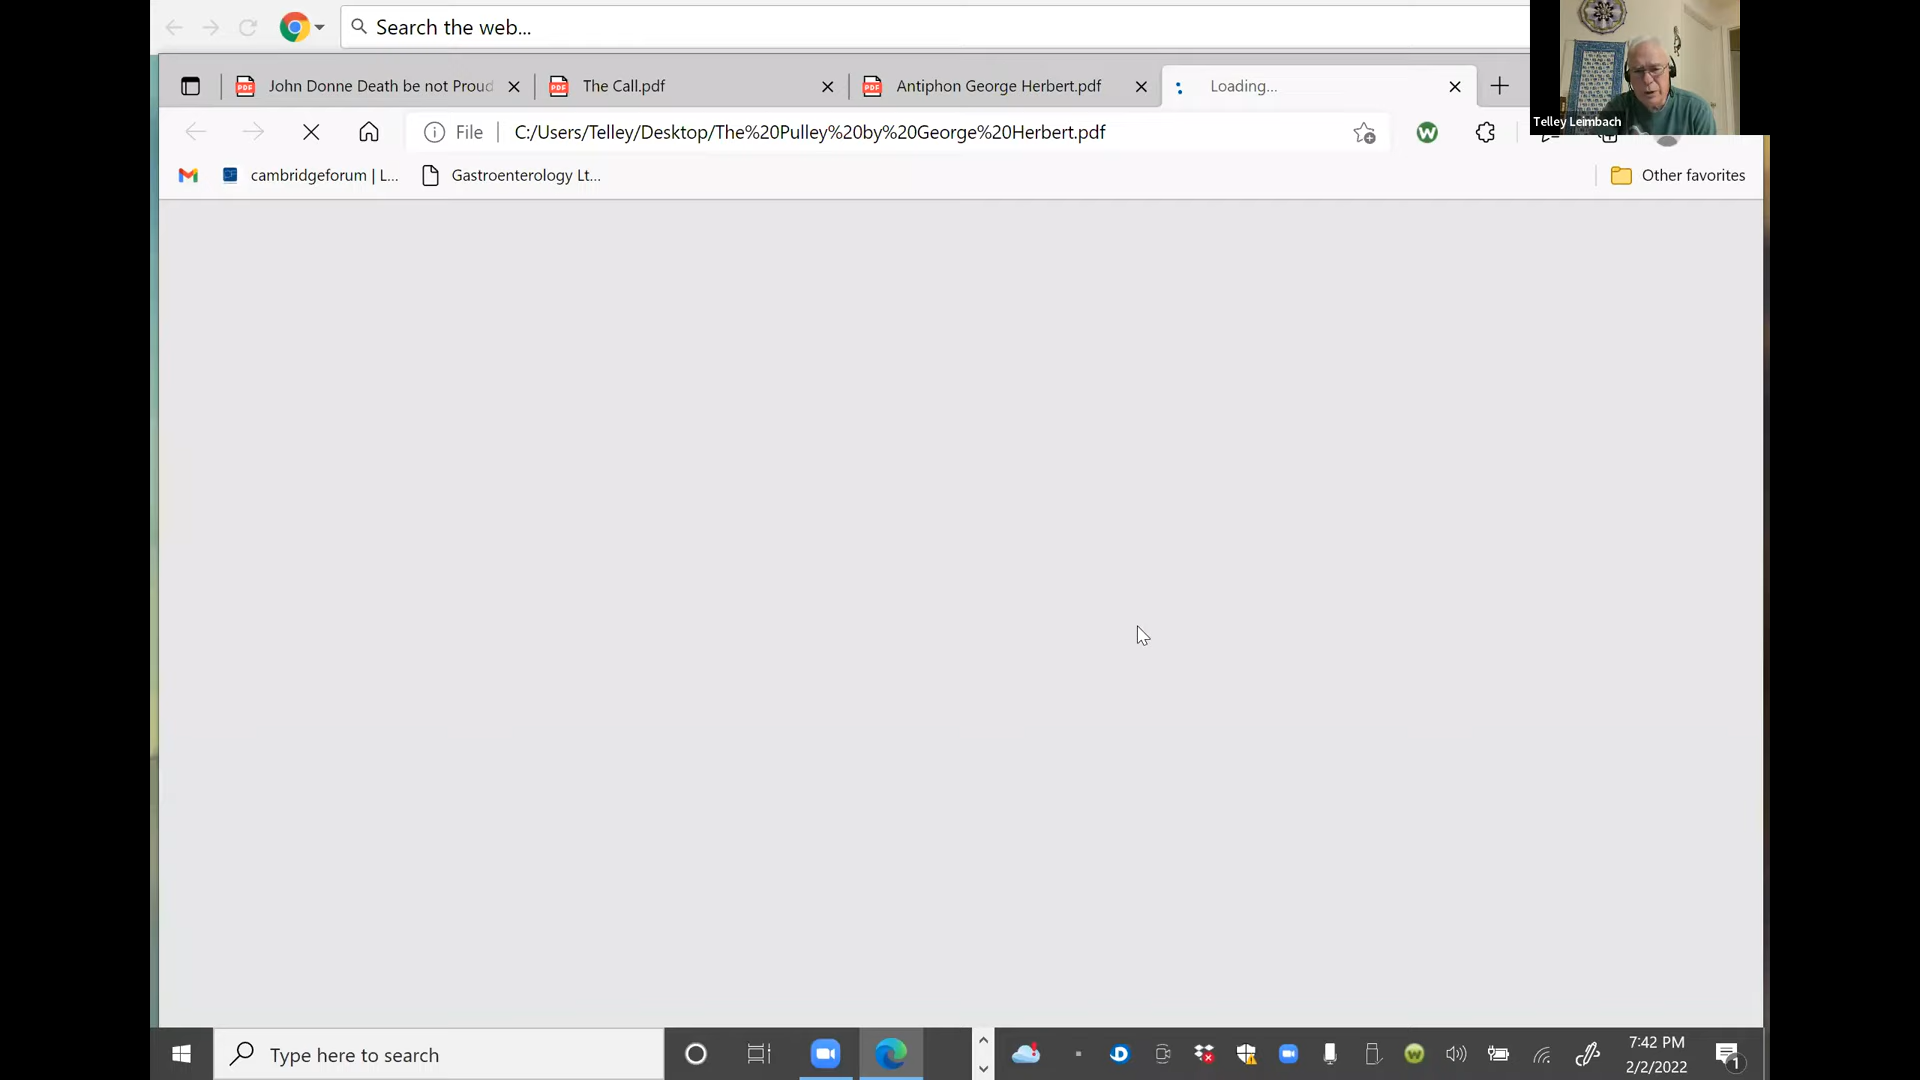 Search the web...
John Donne Death be not Proud
The Call.pdf
Antiphon George Herbert.pdf
Loading...
File
C:/Users/Telley/Desktop/The%20Pulley%20by%20George%20Herbert.pdf
Telley Leimbach
cambridgeforum | L...
Gastroenterology Lt...
Other favorites
Type here to search
7:42 PM
2/2/2022
1